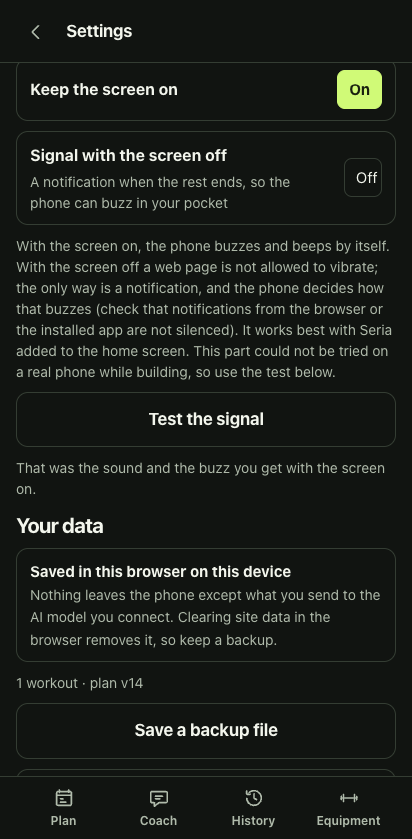 Settings
Keep the screen on
On
Signal with the screen off
A notification when the rest ends, so the
phone can buzz in your pocket
Off
With the screen on, the phone buzzes and beeps by itself.
With the screen off a web page is not allowed to vibrate;
the only way is a notification, and the phone decides how
that buzzes (check that notifications from the browser or
the installed app are not silenced). It works best with Seria
added to the home screen. This part could not be tried on
a real phone while building, so use the test below.
Test the signal
That was the sound and the buzz you get with the screen
on.
Your data
Saved in this browser on this device
Nothing leaves the phone except what you send to the
AI model you connect. Clearing site data in the
browser removes it, so keep a backup.
1 workout · plan v14
Save a backup file
Plan
Coach
History
Equipment